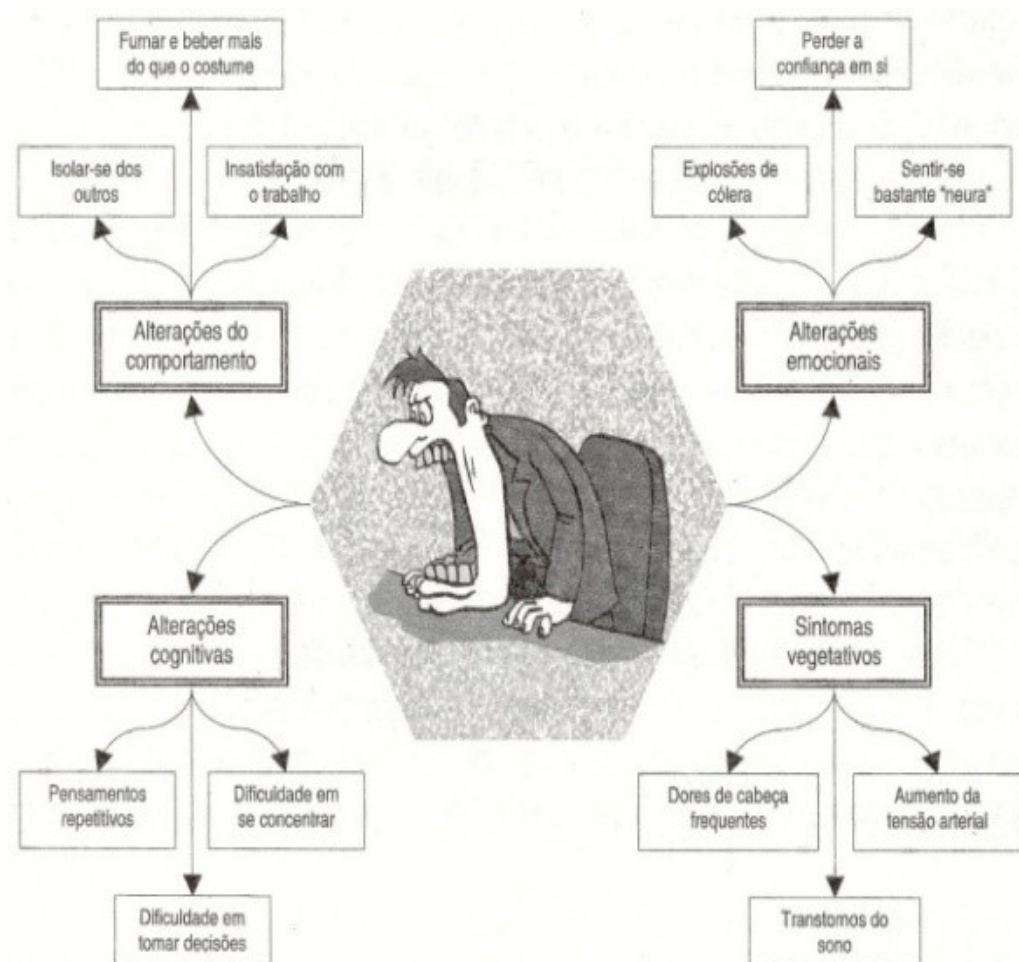 Fumar e beber mais
do que o costume
Isolar-se dos
outros
Insatisfação com
o trabalho
Alterações do
comportamento
Perder a
confiança em si
Explosões de
cólera
Sentir-se
bastante "neura"
Alterações
emocionais
Alterações
cognitivas
Pensamentos
repetitivos
Dificuldade em
se concentrar
Dificuldade em
tomar decisões
Sintomas
vegetativos
Dores de cabeça
frequentes
Aumento da
tensão arterial
Transtornos do
sono